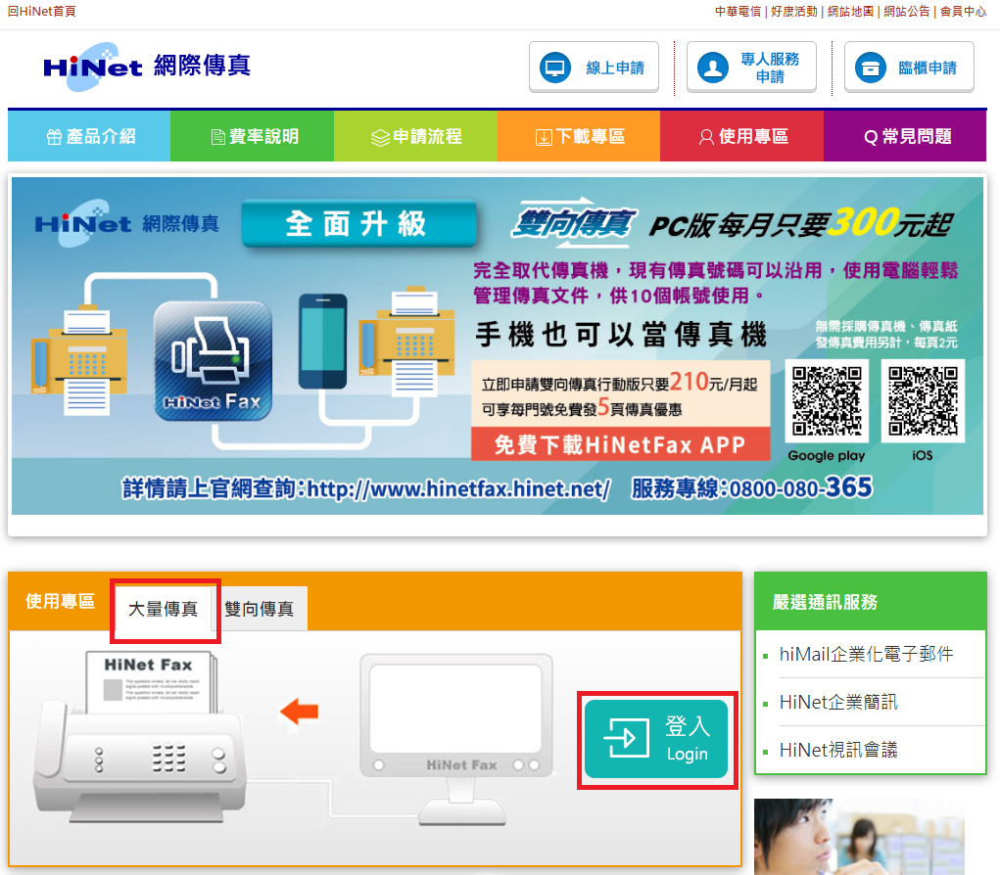 回HiNet首頁
中華電信 | 好康活動 | 網站地圖 | 網站公告 | 會員中心
HiNet 網際傳真
線上申請
專人服務
申請
臨櫃申請
產品介紹
費率說明
申請流程
下載專區
使用專區
Q 常見問題
HiNet 網際傳真
全面升級
雙向傳真 PC版 每月只要300元起
完全取代傳真機，現有傳真號碼可以沿用，使用電腦輕鬆
管理傳真文件，供10個帳號使用。
手機也可以當傳真機
無需採購傳真機、傳真紙
發傳真費用另計，每頁2元
立即申請雙向傳真行動版只要210元/月起
可享每門號免費發5頁傳真優惠
免費下載HiNetFax APP
HiNet Fax
Google play
iOS
詳情請上官網查詢：http://www.hinetfax.hinet.net/ 服務專線：0800-080-365
使用專區
大量傳真
雙向傳真
HiNet Fax
HiNet Fax
登入
Login
嚴選通訊服務
hiMail企業化電子郵件
HiNet企業簡訊
HiNet視訊會議